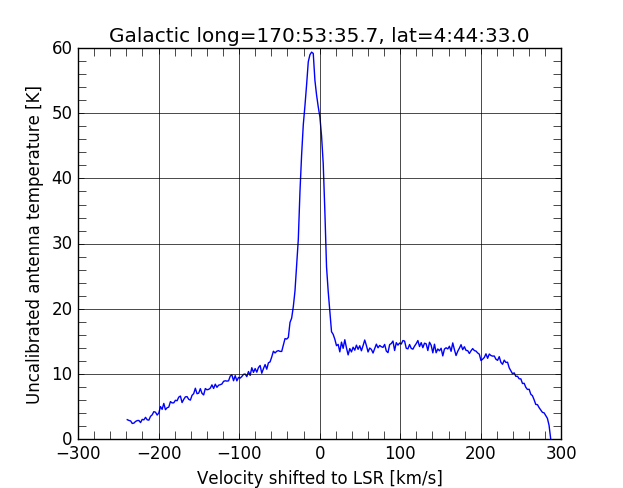 Galactic long=170:53:35.7, lat=4:44:33.0
Uncalibrated antenna temperature [K]
60
50
40
30
20
10
0
−300 −200 −100 0 100 200 300
Velocity shifted to LSR [km/s]